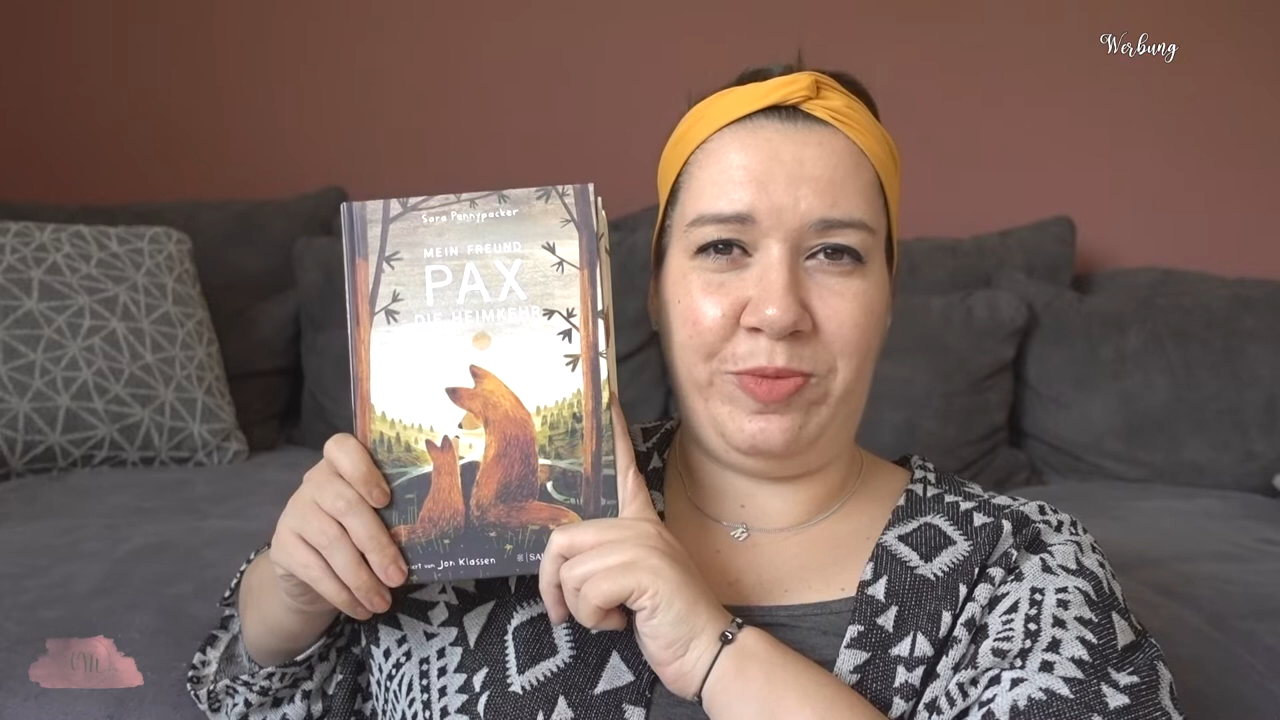 Werbung
Sara Pennypacker
MEIN FREUND
PAX
DIE HEIMKEHR
Jon Klassen